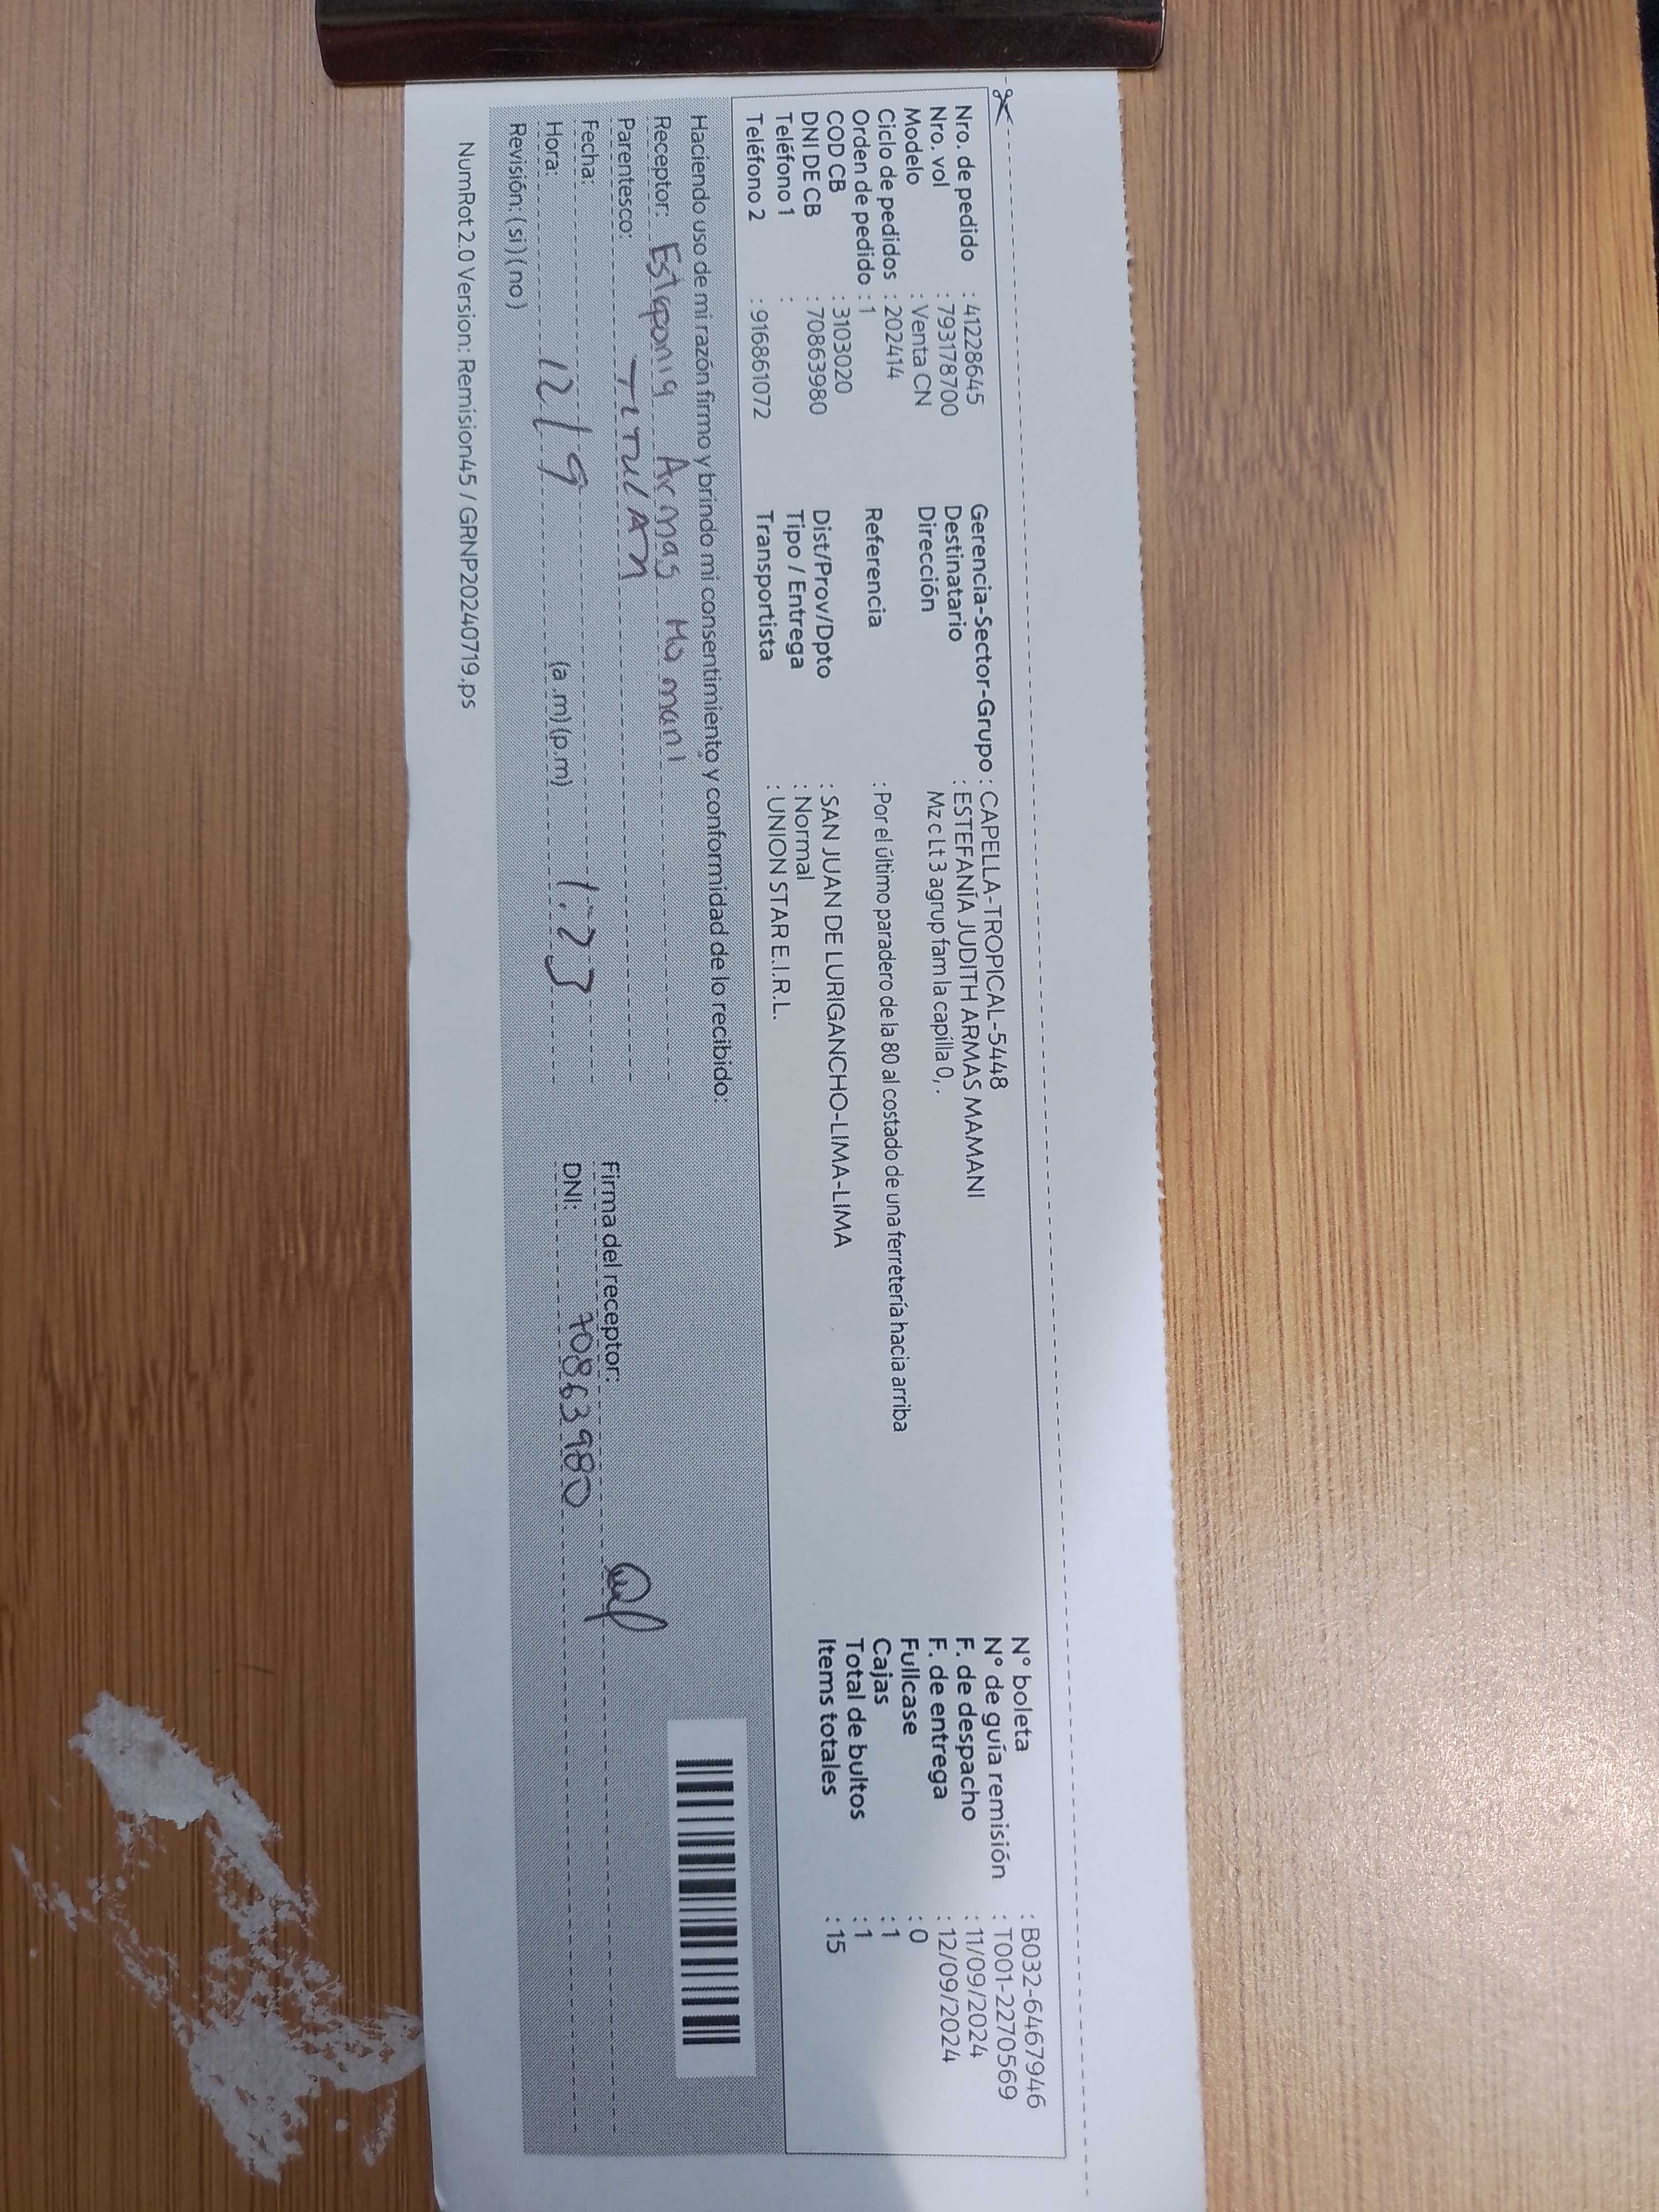 Nro. de pedido : 41228645
Nro. vol : 793178700
Modelo : Venta CN
Ciclo de pedidos : 202414
Orden de pedido : 1
COD CB : 3103020
DNI DE CB : 70863980
Teléfono 1 :
Teléfono 2 : 916861072
Gerencia-Sector-Grupo : CAPELLA-TROPICAL-5448
Destinatario : ESTEFANÍA JUDITH ARMAS MAMANI
Dirección : Mz c Lt 3 agrup fam la capilla 0, .
Referencia : Por el último paradero de la 80 al costado de una ferretería hacia arriba
Dist/Prov/Dpto : SAN JUAN DE LURIGANCHO-LIMA-LIMA
Tipo / Entrega : Normal
Transportista : UNION STAR E.I.R.L.
N° boleta : B032-6467946
N° de guía remisión : T001-2270569
F. de despacho : 11/09/2024
F. de entrega : 12/09/2024
Fullcase : 0
Cajas : 1
Total de bultos : 1
Items totales : 15
Haciendo uso de mi razón firmo y brindo mi consentimiento y conformidad de lo recibido:
Receptor: Armas Mamani
Parentesco: TITULAR
Fecha:
Hora: 12/9 (a.m)(p.m) 1:23
Revisión: (si) (no)
Firma del receptor:
DNI: 70863980
NumRot 2.0 Version: Remision45 / GRNP20240719.ps